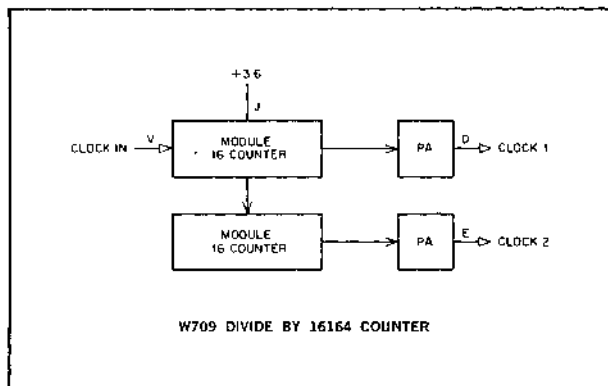 +3.6
J
CLOCK IN
V
MODULE
16 COUNTER
PA
D
CLOCK 1
MODULE
16 COUNTER
PA
E
CLOCK 2
W709 DIVIDE BY 16164 COUNTER